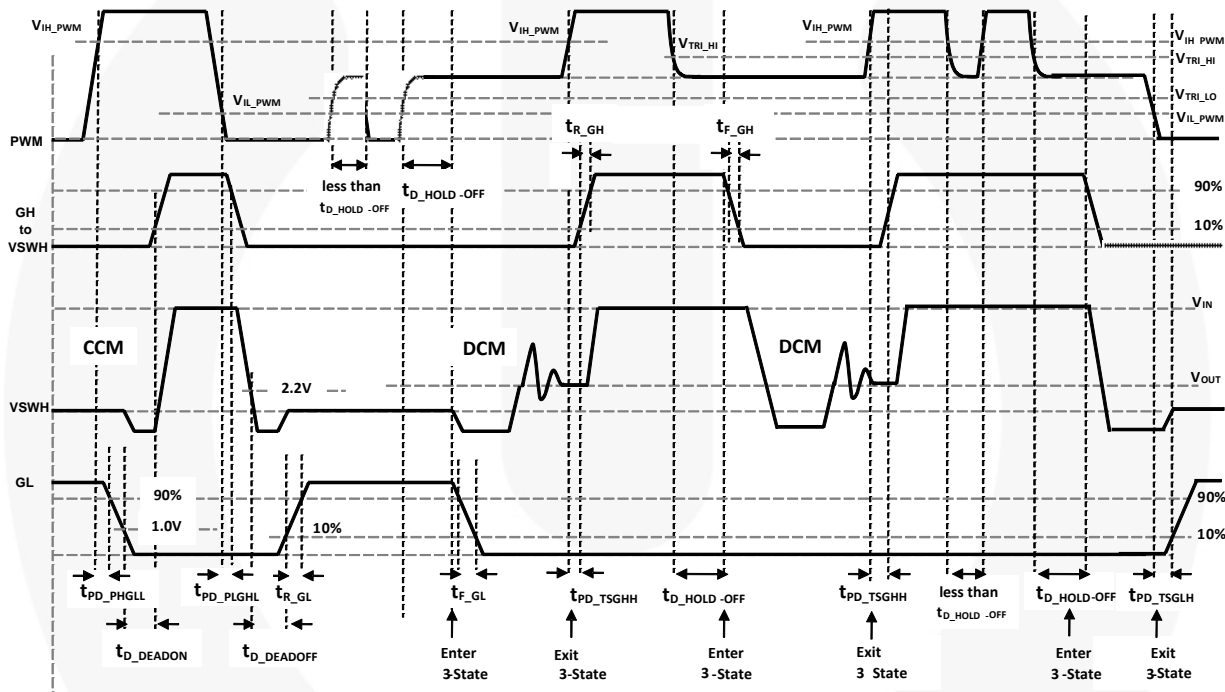 VIH_PWM
VIH_PWM
VIH_PWM
VIH_PWM
VTRI_HI
VTRI_HI
VTRI_LO
VIL_PWM
VIL_PWM
PWM
tR_GH
tF_GH
less than
tD_HOLD -OFF
tD_HOLD -OFF
90%
GH
to
VSWH
10%
VIN
CCM
DCM
DCM
2.2V
VOUT
VSWH
GL
90%
1.0V
10%
90%
10%
tPD_PHGLL
tPD_PLGHL
tR_GL
tF_GL
tPD_TSGHH
tD_HOLD -OFF
tPD_TSGHH
less than
tD_HOLD -OFF
tD_HOLD-OFF
tPD_TSGLH
tD_DEADON
tD_DEADOFF
Enter
3-State
Exit
3-State
Enter
3 -State
Exit
3 State
Enter
3 -State
Exit
3-State